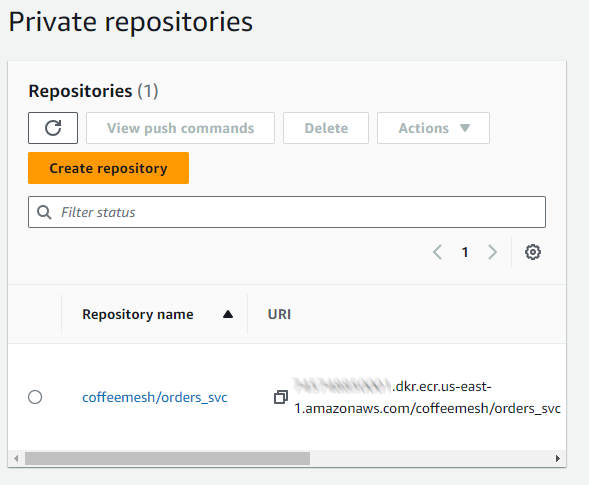 Private repositories
Repositories (1)
View push commands Delete Actions
Create repository
Filter status
1
Repository name URI
coffeemesh/orders_svc
.dkr.ecr.us-east-
1.amazonaws.com/coffeemesh/orders_svc